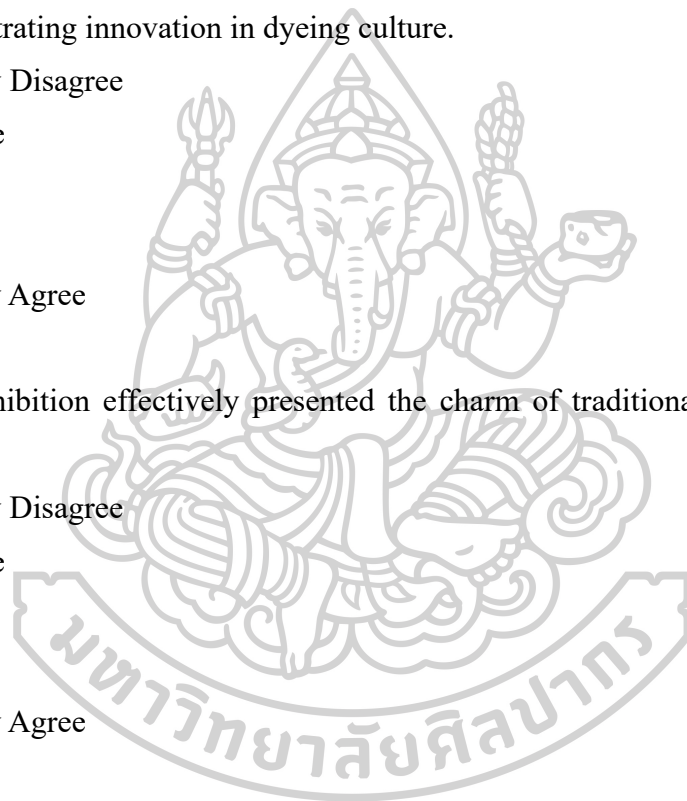 trating innovation in dyeing culture.
Disagree
e
Agree
hibition effectively presented the charm of traditiona
Disagree
e
Agree
มหาวิทยาลัยศิลปากร